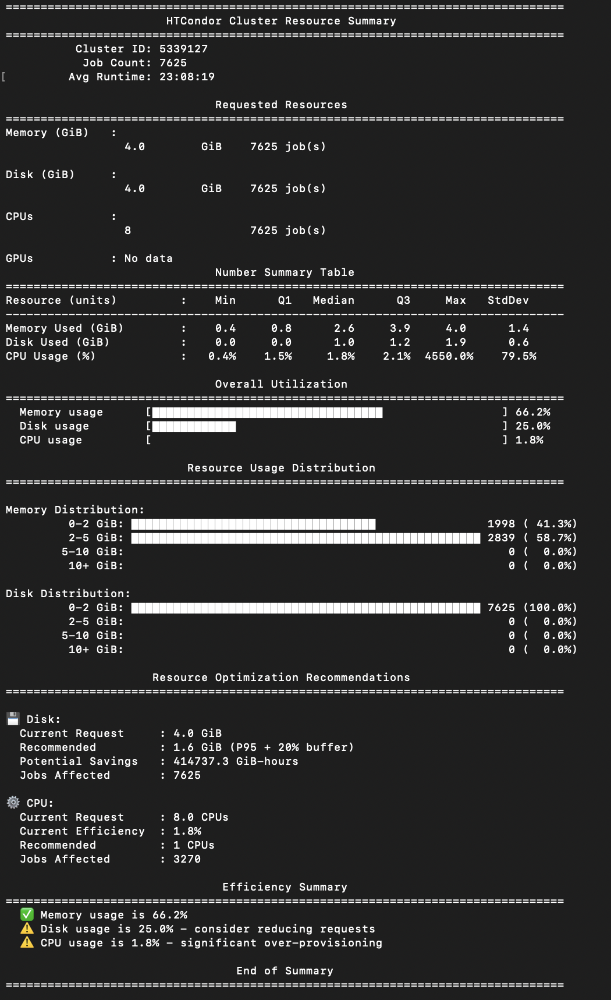 ================================================================================
HTCondor Cluster Resource Summary
================================================================================
Cluster ID: 5339127
Job Count: 7625
[ Avg Runtime: 23:08:19
Requested Resources
================================================================================
Memory (GiB) :
4.0 GiB 7625 job(s)
Disk (GiB) :
4.0 GiB 7625 job(s)
CPUs :
8 7625 job(s)
GPUs : No data
Number Summary Table
================================================================================
Resource (units) : Min Q1 Median Q3 Max StdDev
--------------------------------------------------------------------------------
Memory Used (GiB) : 0.4 0.8 2.6 3.9 4.0 1.4
Disk Used (GiB) : 0.0 0.0 1.0 1.2 1.9 0.6
CPU Usage (%) : 0.4% 1.5% 1.8% 2.1% 4550.0% 79.5%
Overall Utilization
================================================================================
Memory usage [█████████████████████████████████ ] 66.2%
Disk usage [████████████ ] 25.0%
CPU usage [ ] 1.8%
Resource Usage Distribution
================================================================================
Memory Distribution:
0-2 GiB: ███████████████████████████████████ 1998 ( 41.3%)
2-5 GiB: ██████████████████████████████████████████████████ 2839 ( 58.7%)
5-10 GiB: 0 ( 0.0%)
10+ GiB: 0 ( 0.0%)
Disk Distribution:
0-2 GiB: ██████████████████████████████████████████████████ 7625 (100.0%)
2-5 GiB: 0 ( 0.0%)
5-10 GiB: 0 ( 0.0%)
10+ GiB: 0 ( 0.0%)
Resource Optimization Recommendations
================================================================================
💾 Disk:
Current Request : 4.0 GiB
Recommended : 1.6 GiB (P95 + 20% buffer)
Potential Savings : 414737.3 GiB-hours
Jobs Affected : 7625
⚙️ CPU:
Current Request : 8.0 CPUs
Current Efficiency : 1.8%
Recommended : 1 CPUs
Jobs Affected : 3270
Efficiency Summary
================================================================================
✅ Memory usage is 66.2%
⚠️ Disk usage is 25.0% - consider reducing requests
⚠️ CPU usage is 1.8% - significant over-provisioning
End of Summary
================================================================================